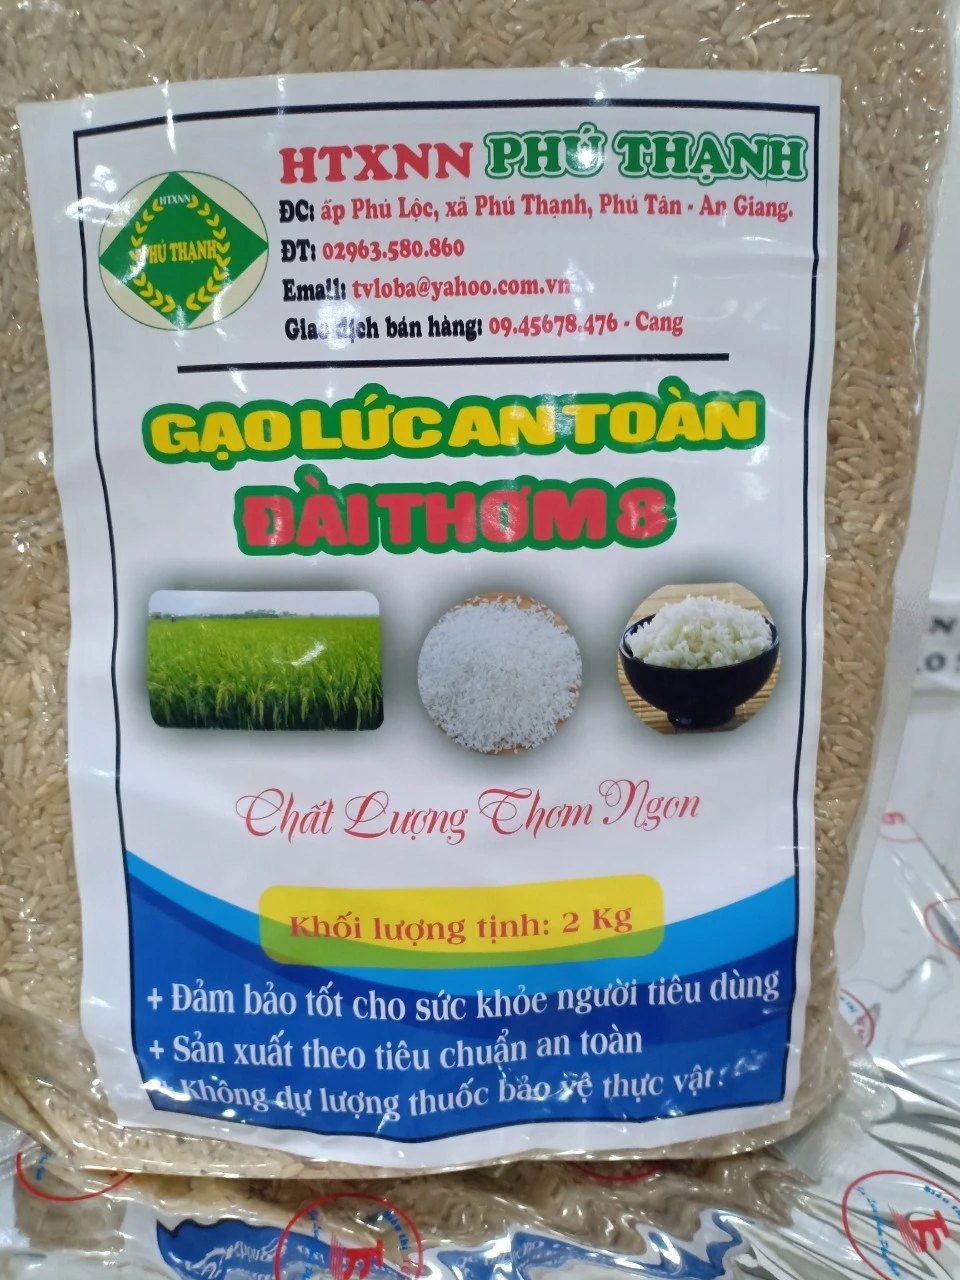 HTXNN PHÚ THẠNH
ĐC: ấp Phú Lộc, xã Phú Thạnh, Phú Tân - An Giang.
ĐT: 02963.580.860
Email: tvloba@yahoo.com.vn
Giao dịch bán hàng: 09.45678.476 - Cang
HTXNN
PHÚ THẠNH
GẠO LỨC AN TOÀN
ĐÀI THƠM 8
Chất Lượng Thơm Ngon
Khối lượng tịnh: 2 Kg
+ Đảm bảo tốt cho sức khỏe người tiêu dùng
+ Sản xuất theo tiêu chuẩn an toàn
+ Không dự lượng thuốc bảo vệ thực vật